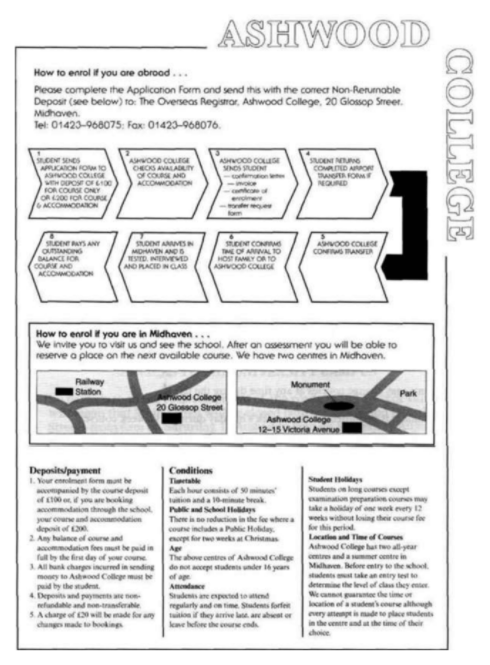 ASHWOOD
COLLEGE
How to enrol if you are abroad . . .
Please complete the Application Form and send this with the correct Non-Returnable
Deposit (see below) to: The Overseas Registrar, Ashwood College, 20 Glossop Street,
Midhaven.
Tel: 01423-968075; Fax: 01423-968076.
1
STUDENT SENDS
APPLICATION FORM TO
ASHWOOD COLLEGE
WITH DEPOSIT OF £100
FOR COURSE ONLY
OR £200 FOR COURSE
& ACCOMMODATION
2
ASHWOOD COLLEGE
CHECKS AVAILABILITY
OF COURSE AND
ACCOMMODATION
3
ASHWOOD COLLEGE
SENDS STUDENT
— confirmation letter
— invoice
— certificate of
enrolment
— transfer request
form
4
STUDENT RETURNS
COMPLETED AIRPORT
TRANSFER FORM IF
REQUIRED
8
STUDENT PAYS ANY
OUTSTANDING
BALANCE FOR
COURSE AND
ACCOMMODATION
7
STUDENT ARRIVES IN
MIDHAVEN AND IS
TESTED, INTERVIEWED
AND PLACED IN CLASS
6
STUDENT CONFIRMS
TIME OF ARRIVAL TO
HOST FAMILY OR TO
ASHWOOD COLLEGE
5
ASHWOOD COLLEGE
CONFIRMS TRANSFER
How to enrol if you are in Midhaven . . .
We invite you to visit us and see the school. After an assessment you will be able to
reserve a place on the next available course. We have two centres in Midhaven.
Railway
Station
Ashwood College
20 Glossop Street
Monument
Park
Ashwood College
12-15 Victoria Avenue
Deposits/payment
1. Your enrolment form must be
accompanied by the course deposit
of £100 or, if you are booking
accommodation through the school,
your course and accommodation
deposit of £200.
2. Any balance of course and
accommodation fees must be paid in
full by the first day of your course.
3. All bank charges incurred in sending
money to Ashwood College must be
paid by the student.
4. Deposits and payments are non-
refundable and non-transferable.
5. A charge of £20 will be made for any
changes made to bookings.
Conditions
Timetable
Each hour consists of 50 minutes'
tuition and a 10-minute break.
Public and School Holidays
There is no reduction in the fee where a
course includes a Public Holiday,
except for two weeks at Christmas.
Age
The above centres of Ashwood College
do not accept students under 16 years
of age.
Attendance
Students are expected to attend
regularly and on time. Students forfeit
tuition if they arrive late, are absent or
leave before the course ends.
Student Holidays
Students on long courses except
examination preparation courses may
take a holiday of one week every 12
weeks without losing their course fee
for this period.
Location and Time of Courses
Ashwood College has two all-year
centres and a summer centre in
Midhaven. Before entry to the school,
students must take an entry test to
determine the level of class they enter.
We cannot guarantee the time or
location of a student's course although
every attempt is made to place students
in the centre and at the time of their
choice.